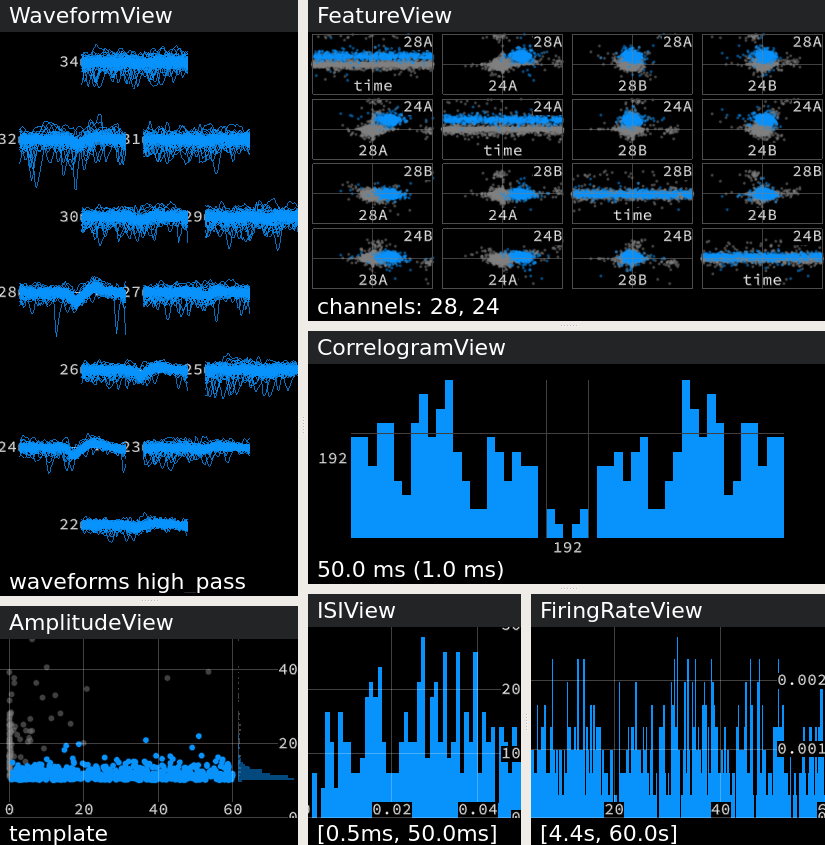 WaveformView
34
32
31
30
29
28
27
26
25
24
23
22
waveforms high_pass
FeatureView
28A 28A 28A 28A
time 24A 28B 24B
24A 24A 24A 24A
28A time 28B 24B
28B 28B 28B 28B
28A 24A time 24B
24B 24B 24B 24B
28A 24A 28B time
channels: 28, 24
CorrelogramView
192
192
50.0 ms (1.0 ms)
AmplitudeView
40
20
0
0 20 40 60
template
ISIView
20
10
0.02 0.04
[0.5ms, 50.0ms]
FiringRateView
0.002
0.001
20 40
[4.4s, 60.0s]